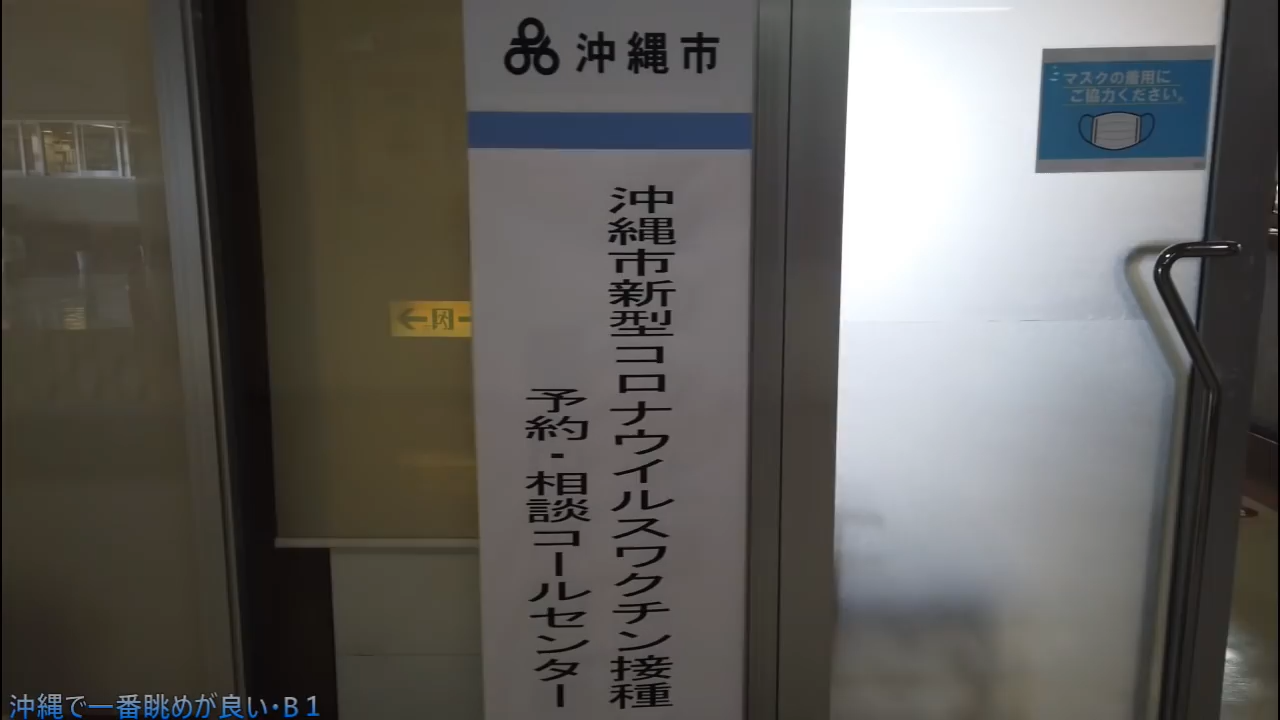 沖縄市
沖縄市新型コロナウイルスワクチン接種
予約・相談コールセンター
マスクの着用に
ご協力ください。
沖縄で一番眺めが良い・B1